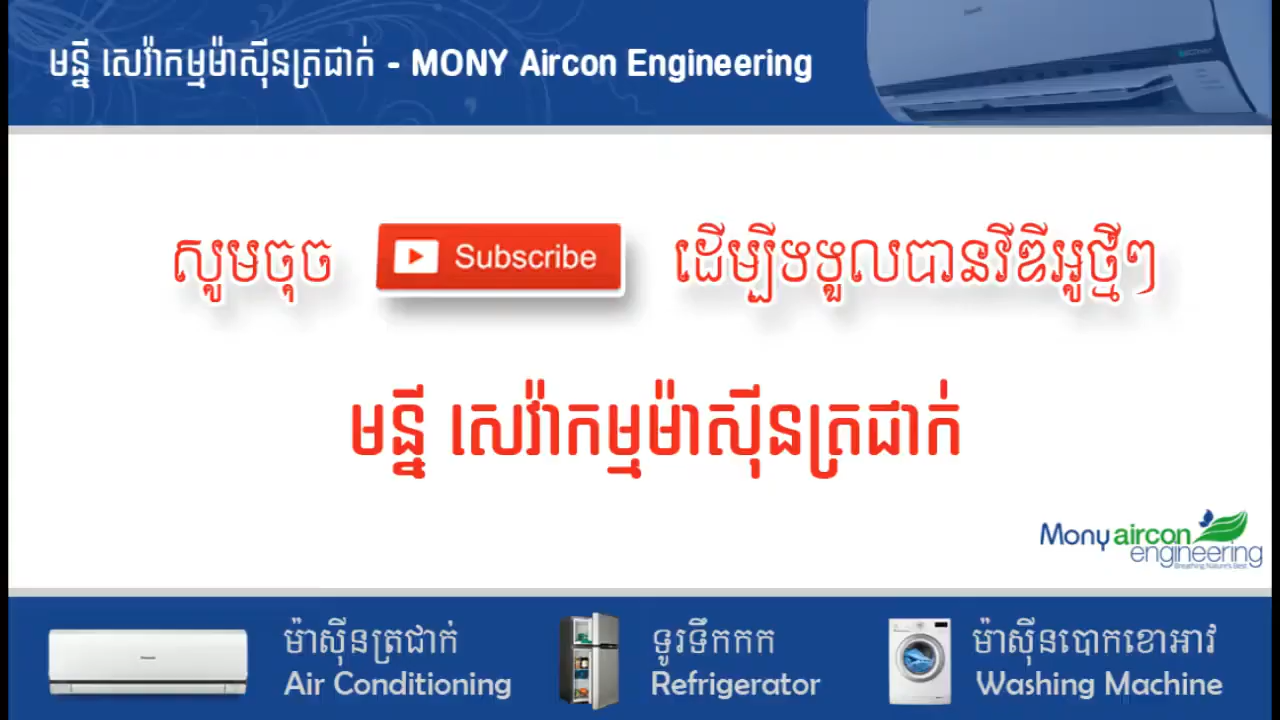 មន្នី សេវ៉ាកម្មម៉ាស៊ីនត្រជាក់ - MONY Aircon Engineering
សូមចុច Subscribe ដើម្បីទទួលបានវីឌីអូថ្មីៗ
មន្នី សេវ៉ាកម្មម៉ាស៊ីនត្រជាក់
Mony aircon
engineering
Breathing Nature's Best
ម៉ាស៊ីនត្រជាក់
Air Conditioning
ទូរទឹកកក
Refrigerator
ម៉ាស៊ីនបោកខោអាវ
Washing Machine